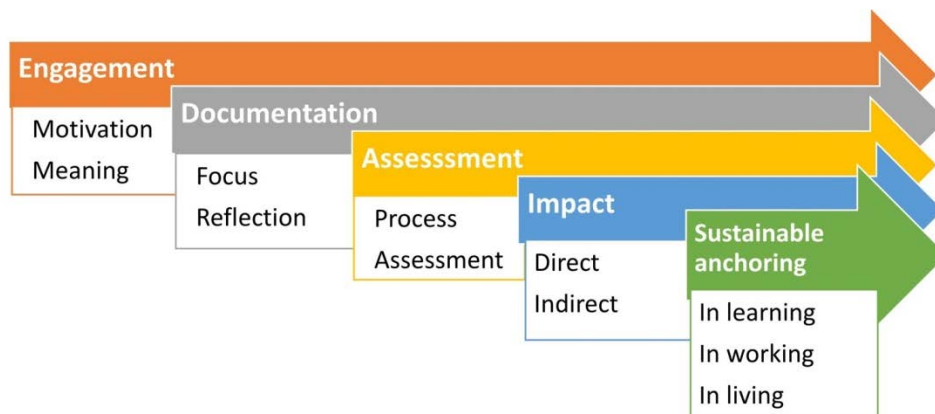 Engagement
Motivation
Meaning
Documentation
Focus
Reflection
Assesssment
Process
Assessment
Impact
Direct
Indirect
Sustainable
anchoring
In learning
In working
In living